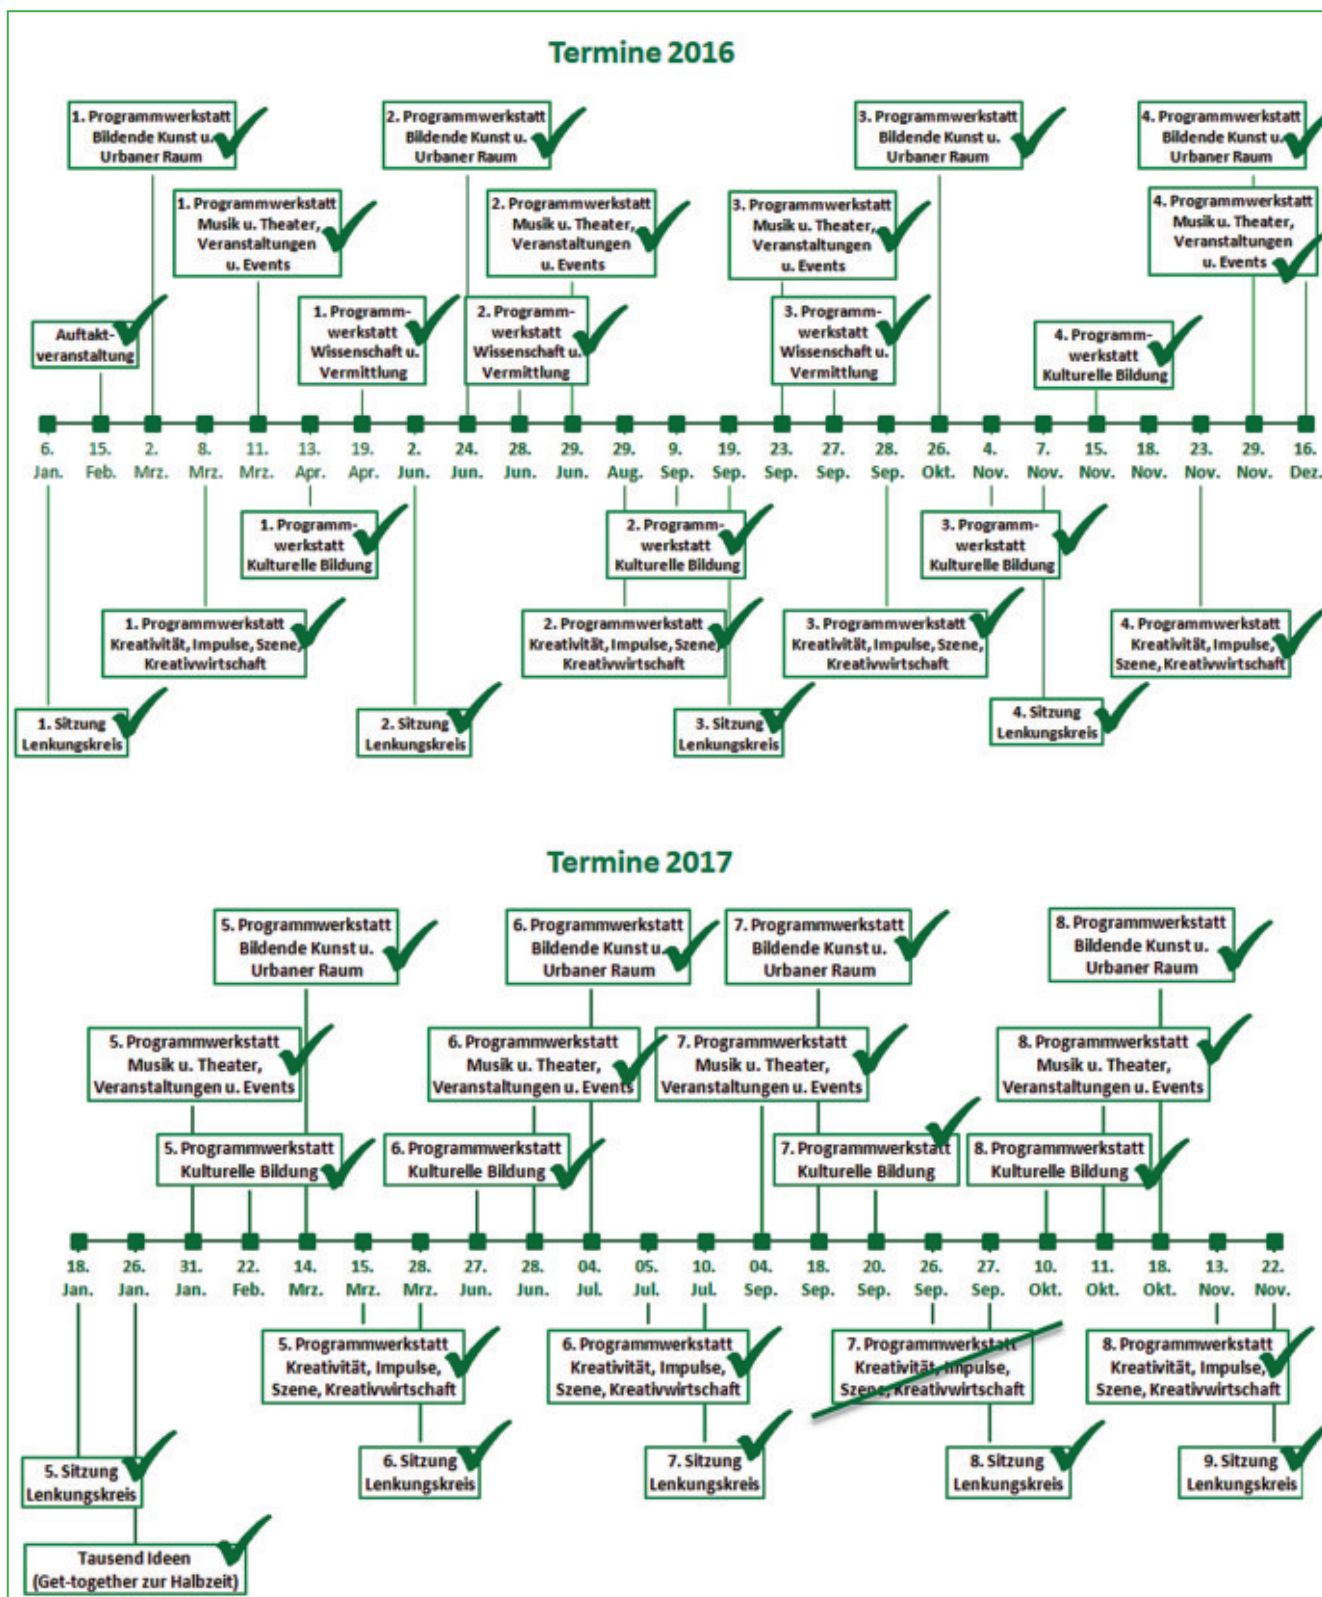 Termine 2016
1. Programmwerkstatt
Bildende Kunst u.
Urbaner Raum
2. Programmwerkstatt
Bildende Kunst u.
Urbaner Raum
3. Programmwerkstatt
Bildende Kunst u.
Urbaner Raum
4. Programmwerkstatt
Bildende Kunst u.
Urbaner Raum
1. Programmwerkstatt
Musik u. Theater,
Veranstaltungen
u. Events
2. Programmwerkstatt
Musik u. Theater,
Veranstaltungen
u. Events
3. Programmwerkstatt
Musik u. Theater,
Veranstaltungen
u. Events
4. Programmwerkstatt
Musik u. Theater,
Veranstaltungen
u. Events
Auftakt-
veranstaltung
1. Programm-
werkstatt
Wissenschaft u.
Vermittlung
2. Programm-
werkstatt
Wissenschaft u.
Vermittlung
3. Programm-
werkstatt
Wissenschaft u.
Vermittlung
4. Programm-
werkstatt
Kulturelle Bildung
6. 15. 2. 8. 11. 13. 19. 2. 24. 28. 29. 29. 9. 19. 23. 27. 28. 26. 4. 7. 15. 18. 23. 29. 16.
Jan. Feb. Mrz. Mrz. Mrz. Apr. Apr. Jun. Jun. Jun. Jun. Aug. Sep. Sep. Sep. Sep. Sep. Okt. Nov. Nov. Nov. Nov. Nov. Nov. Dez.
1. Programm-
werkstatt
Kulturelle Bildung
2. Programm-
werkstatt
Kulturelle Bildung
3. Programm-
werkstatt
Kulturelle Bildung
1. Programmwerkstatt
Kreativität, Impulse, Szene,
Kreativwirtschaft
2. Programmwerkstatt
Kreativität, Impulse, Szene,
Kreativwirtschaft
3. Programmwerkstatt
Kreativität, Impulse, Szene,
Kreativwirtschaft
4. Programmwerkstatt
Kreativität, Impulse,
Szene, Kreativwirtschaft
1. Sitzung
Lenkungskreis
2. Sitzung
Lenkungskreis
3. Sitzung
Lenkungskreis
4. Sitzung
Lenkungskreis
Termine 2017
5. Programmwerkstatt
Bildende Kunst u.
Urbaner Raum
6. Programmwerkstatt
Bildende Kunst u.
Urbaner Raum
7. Programmwerkstatt
Bildende Kunst u.
Urbaner Raum
8. Programmwerkstatt
Bildende Kunst u.
Urbaner Raum
5. Programmwerkstatt
Musik u. Theater,
Veranstaltungen u. Events
6. Programmwerkstatt
Musik u. Theater,
Veranstaltungen u. Events
7. Programmwerkstatt
Musik u. Theater,
Veranstaltungen u. Events
8. Programmwerkstatt
Musik u. Theater,
Veranstaltungen u. Events
5. Programmwerkstatt
Kulturelle Bildung
6. Programmwerkstatt
Kulturelle Bildung
7. Programmwerkstatt
Kulturelle Bildung
8. Programmwerkstatt
Kulturelle Bildung
18. 26. 31. 22. 14. 15. 28. 27. 28. 04. 05. 10. 04. 18. 20. 26. 27. 10. 11. 18. 13. 22.
Jan. Jan. Jan. Feb. Mrz. Mrz. Mrz. Jun. Jun. Jul. Jul. Jul. Sep. Sep. Sep. Sep. Sep. Okt. Okt. Okt. Nov. Nov.
5. Programmwerkstatt
Kreativität, Impulse,
Szene, Kreativwirtschaft
6. Programmwerkstatt
Kreativität, Impulse,
Szene, Kreativwirtschaft
7. Programmwerkstatt
Kreativität, Impulse,
Szene, Kreativwirtschaft
8. Programmwerkstatt
Kreativität, Impulse,
Szene, Kreativwirtschaft
5. Sitzung
Lenkungskreis
6. Sitzung
Lenkungskreis
7. Sitzung
Lenkungskreis
8. Sitzung
Lenkungskreis
9. Sitzung
Lenkungskreis
Tausend Ideen
(Get-together zur Halbzeit)